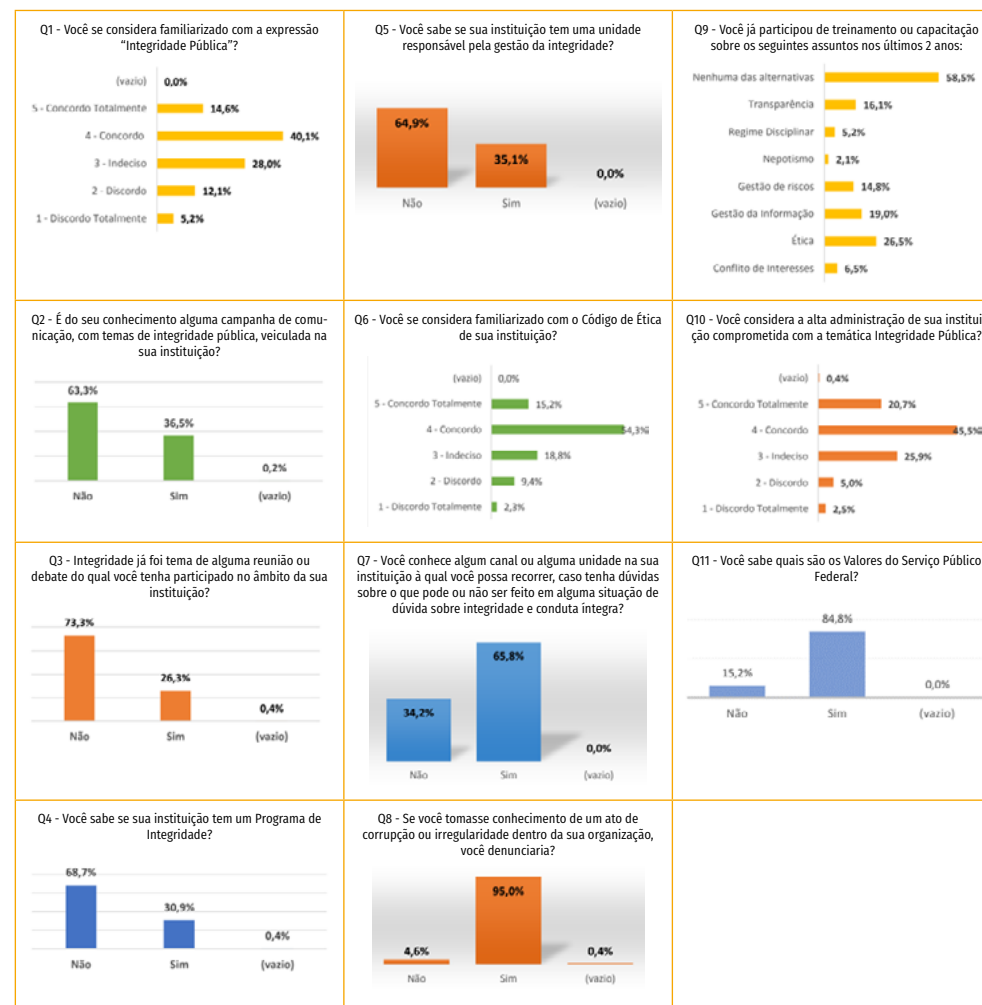 Q1 - Você se considera familiarizado com a expressão
“Integridade Pública”?
(vazio) 0,0%
5 - Concordo Totalmente 14,6%
4 - Concordo 40,1%
3 - Indeciso 28,0%
2 - Discordo 12,1%
1 - Discordo Totalmente 5,2%
Q5 - Você sabe se sua instituição tem uma unidade
responsável pela gestão da integridade?
64,9%
35,1%
0,0%
Não Sim (vazio)
Q9 - Você já participou de treinamento ou capacitação
sobre os seguintes assuntos nos últimos 2 anos:
Nenhuma das alternativas 58,5%
Transparência 16,1%
Regime Disciplinar 5,2%
Nepotismo 2,1%
Gestão de riscos 14,8%
Gestão da Informação 19,0%
Ética 26,5%
Conflito de Interesses 6,5%
Q2 - É do seu conhecimento alguma campanha de comu-
nicação, com temas de integridade pública, veiculada na
sua instituição?
63,3%
36,5%
0,2%
Não Sim (vazio)
Q6 - Você se considera familiarizado com o Código de Ética
de sua instituição?
(vazio) 0,0%
5 - Concordo Totalmente 15,2%
4 - Concordo 54,3%
3 - Indeciso 18,8%
2 - Discordo 9,4%
1 - Discordo Totalmente 2,3%
Q10 - Você considera a alta administração de sua institui-
ção comprometida com a temática Integridade Pública?
(vazio) 0,4%
5 - Concordo Totalmente 20,7%
4 - Concordo 45,5%
3 - Indeciso 25,9%
2 - Discordo 5,0%
1 - Discordo Totalmente 2,5%
Q3 - Integridade já foi tema de alguma reunião ou
debate do qual você tenha participado no âmbito da sua
instituição?
73,3%
26,3%
0,4%
Não Sim (vazio)
Q7 - Você conhece algum canal ou alguma unidade na sua
instituição à qual você possa recorrer, caso tenha dúvidas
sobre o que pode ou não ser feito em alguma situação de
dúvida sobre integridade e conduta íntegra?
65,8%
34,2%
0,0%
Não Sim (vazio)
Q11 - Você sabe quais são os Valores do Serviço Público
Federal?
84,8%
15,2%
0,0%
Não Sim (vazio)
Q4 - Você sabe se sua instituição tem um Programa de
Integridade?
68,7%
30,9%
0,4%
Não Sim (vazio)
Q8 - Se você tomasse conhecimento de um ato de
corrupção ou irregularidade dentro da sua organização,
você denunciaria?
95,0%
4,6%
0,4%
Não Sim (vazio)